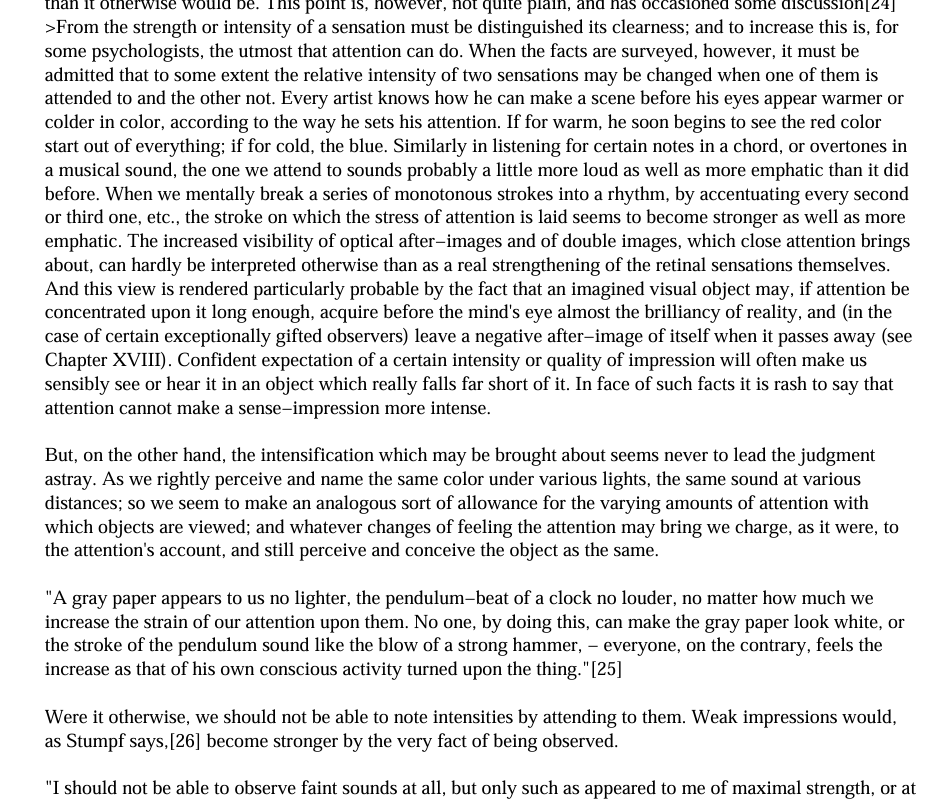 than it otherwise would be. This point is, however, not quite plain, and has occasioned some discussion[24]
>From the strength or intensity of a sensation must be distinguished its clearness; and to increase this is, for
some psychologists, the utmost that attention can do. When the facts are surveyed, however, it must be
admitted that to some extent the relative intensity of two sensations may be changed when one of them is
attended to and the other not. Every artist knows how he can make a scene before his eyes appear warmer or
colder in color, according to the way he sets his attention. If for warm, he soon begins to see the red color
start out of everything; if for cold, the blue. Similarly in listening for certain notes in a chord, or overtones in
a musical sound, the one we attend to sounds probably a little more loud as well as more emphatic than it did
before. When we mentally break a series of monotonous strokes into a rhythm, by accentuating every second
or third one, etc., the stroke on which the stress of attention is laid seems to become stronger as well as more
emphatic. The increased visibility of optical after−images and of double images, which close attention brings
about, can hardly be interpreted otherwise than as a real strengthening of the retinal sensations themselves.
And this view is rendered particularly probable by the fact that an imagined visual object may, if attention be
concentrated upon it long enough, acquire before the mind's eye almost the brilliancy of reality, and (in the
case of certain exceptionally gifted observers) leave a negative after−image of itself when it passes away (see
Chapter XVIII). Confident expectation of a certain intensity or quality of impression will often make us
sensibly see or hear it in an object which really falls far short of it. In face of such facts it is rash to say that
attention cannot make a sense−impression more intense.
But, on the other hand, the intensification which may be brought about seems never to lead the judgment
astray. As we rightly perceive and name the same color under various lights, the same sound at various
distances; so we seem to make an analogous sort of allowance for the varying amounts of attention with
which objects are viewed; and whatever changes of feeling the attention may bring we charge, as it were, to
the attention's account, and still perceive and conceive the object as the same.
"A gray paper appears to us no lighter, the pendulum−beat of a clock no louder, no matter how much we
increase the strain of our attention upon them. No one, by doing this, can make the gray paper look white, or
the stroke of the pendulum sound like the blow of a strong hammer, − everyone, on the contrary, feels the
increase as that of his own conscious activity turned upon the thing."[25]
Were it otherwise, we should not be able to note intensities by attending to them. Weak impressions would,
as Stumpf says,[26] become stronger by the very fact of being observed.
"I should not be able to observe faint sounds at all, but only such as appeared to me of maximal strength, or at